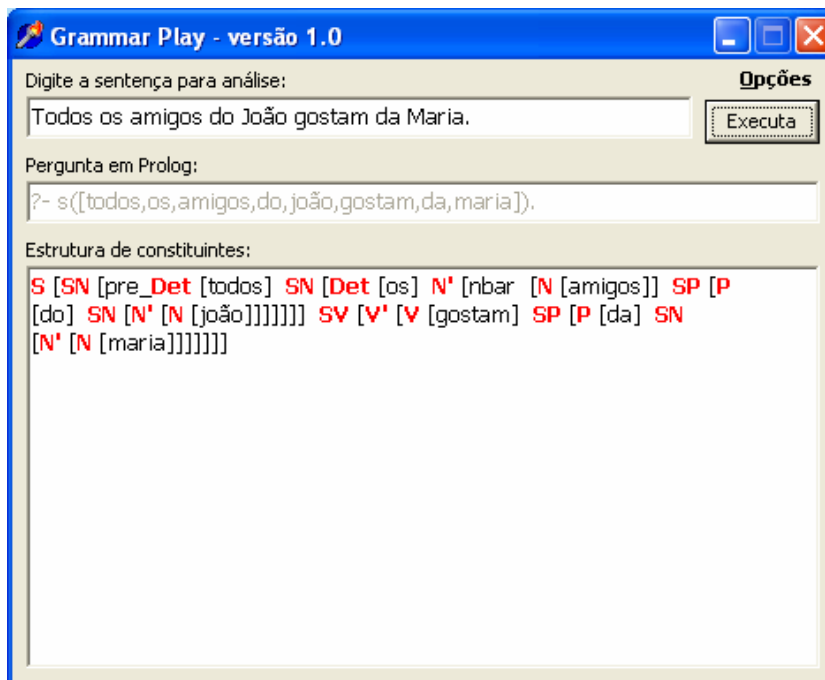 Grammar Play - versão 1.0
Digite a sentença para análise:
Opções
Todos os amigos do João gostam da Maria.
Executa
Pergunta em Prolog:
?- s([todos,os,amigos,do,joão,gostam,da,maria]).
Estrutura de constituintes:
S [SN [pre_Det [todos] SN [Det [os] N' [nbar [N [amigos]] SP [P
[do] SN [N' [N [joão]]]]]]] SV [V' [V [gostam] SP [P [da] SN
[N' [N [maria]]]]]]]